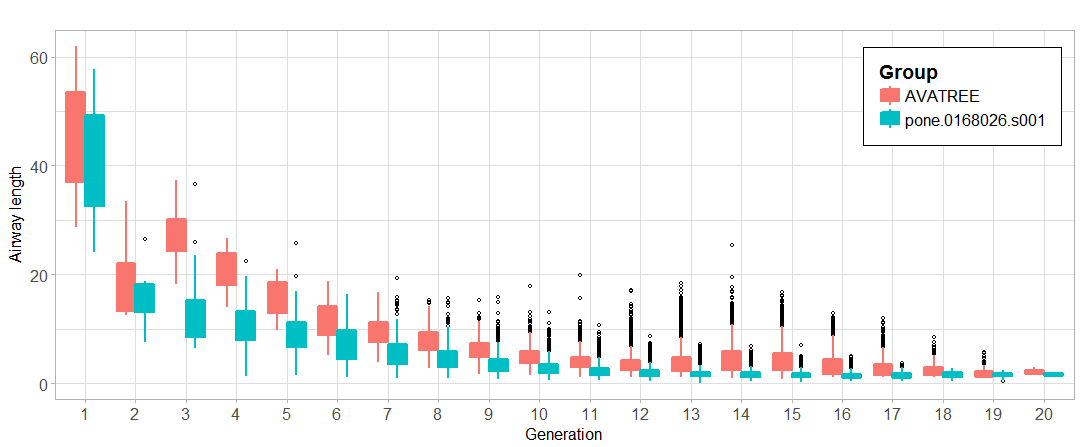 Group
AVATREE
pone.0168026.s001
Airway length
60
40
20
0
1 2 3 4 5 6 7 8 9 10 11 12 13 14 15 16 17 18 19 20
Generation